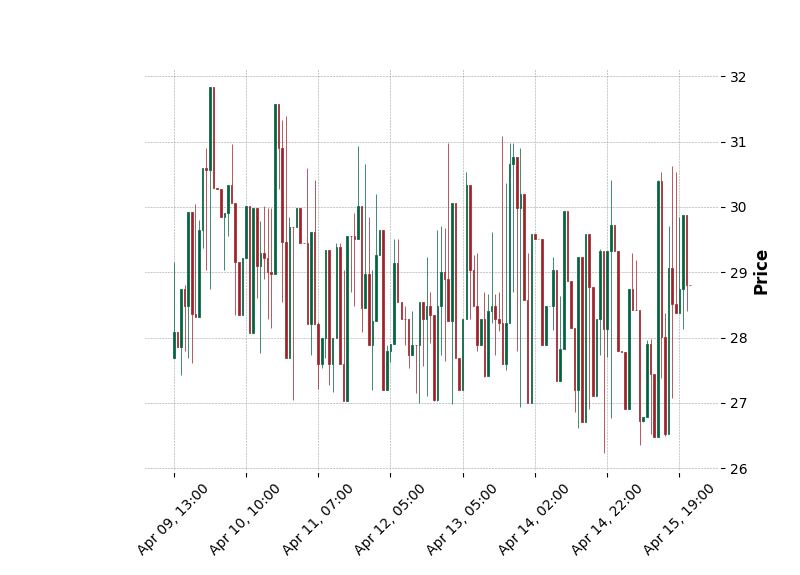 32
31
30
29
28
27
26
Price
Apr 09, 13:00
Apr 10, 10:00
Apr 11, 07:00
Apr 12, 05:00
Apr 13, 05:00
Apr 14, 02:00
Apr 14, 22:00
Apr 15, 19:00